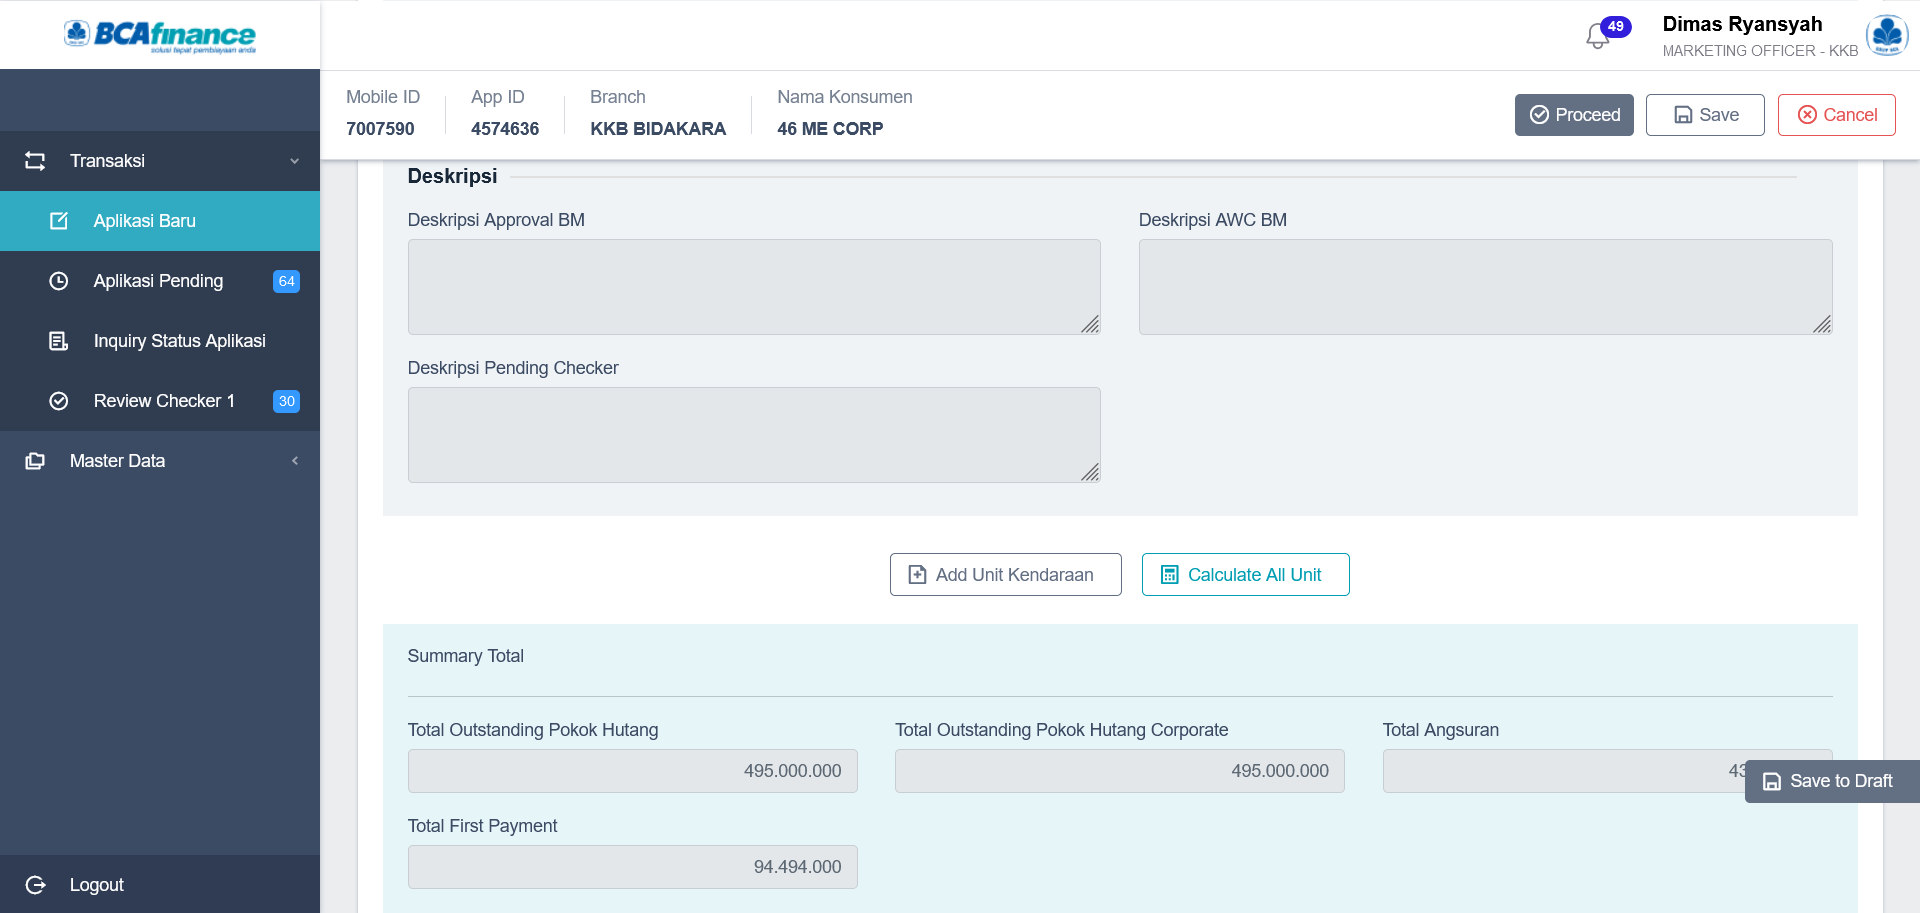 BCAfinance
solusi tepat pembiayaan anda
49
Dimas Ryansyah
MARKETING OFFICER - KKB
Mobile ID
7007590
App ID
4574636
Branch
KKB BIDAKARA
Nama Konsumen
46 ME CORP
Proceed
Save
Cancel
Transaksi
Aplikasi Baru
Aplikasi Pending
64
Inquiry Status Aplikasi
Review Checker 1
30
Master Data
Logout
Deskripsi
Deskripsi Approval BM
Deskripsi AWC BM
Deskripsi Pending Checker
Add Unit Kendaraan
Calculate All Unit
Summary Total
Total Outstanding Pokok Hutang
Total Outstanding Pokok Hutang Corporate
Total Angsuran
495.000.000
495.000.000
43
Save to Draft
Total First Payment
94.494.000